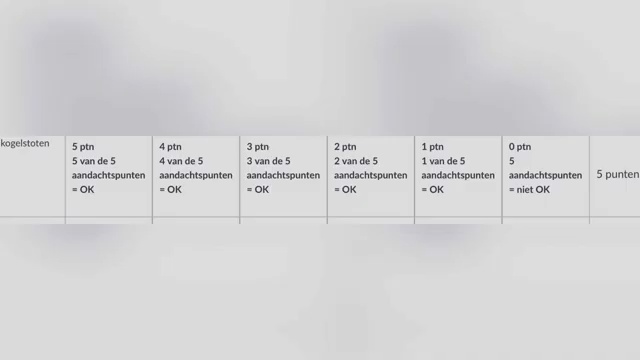 kogelstoten
5 ptn
5 van de 5
aandachtspunten
= OK
4 ptn
4 van de 5
aandachtspunten
= OK
3 ptn
3 van de 5
aandachtspunten
= OK
2 ptn
2 van de 5
aandachtspunten
= OK
1 ptn
1 van de 5
aandachtspunten
= OK
0 ptn
5
aandachtspunten
= niet OK
5 punten